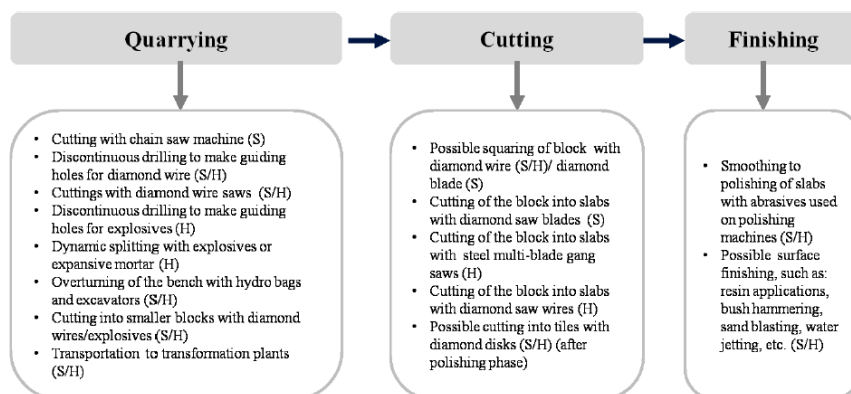 Quarrying
Cutting
Finishing
• Cutting with chain saw machine (S)
• Discontinuous drilling to make guiding
holes for diamond wire (S/H)
• Cuttings with diamond wire saws (S/H)
• Discontinuous drilling to make guiding
holes for explosives (H)
• Dynamic splitting with explosives or
expansive mortar (H)
• Overturning of the bench with hydro bags
and excavators (S/H)
• Cutting into smaller blocks with diamond
wires/explosives (S/H)
• Transportation to transformation plants
(S/H)
• Possible squaring of block with
diamond wire (S/H)/ diamond
blade (S)
• Cutting of the block into slabs
with diamond saw blades (S)
• Cutting of the block into slabs
with steel multi-blade gang
saws (H)
• Cutting of the block into slabs
with diamond saw wires (H)
• Possible cutting into tiles with
diamond disks (S/H) (after
polishing phase)
• Smoothing to
polishing of slabs
with abrasives used
on polishing
machines (S/H)
• Possible surface
finishing, such as:
resin applications,
bush hammering,
sand blasting, water
jetting, etc. (S/H)